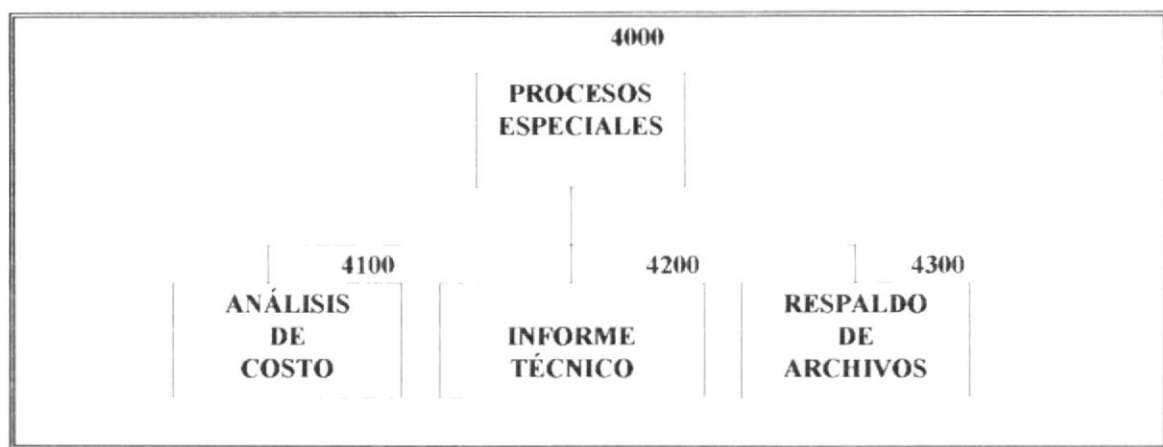 4000
PROCESOS
ESPECIALES
4100
ANÁLISIS
DE
COSTO
4200
INFORME
TÉCNICO
4300
RESPALDO
DE
ARCHIVOS